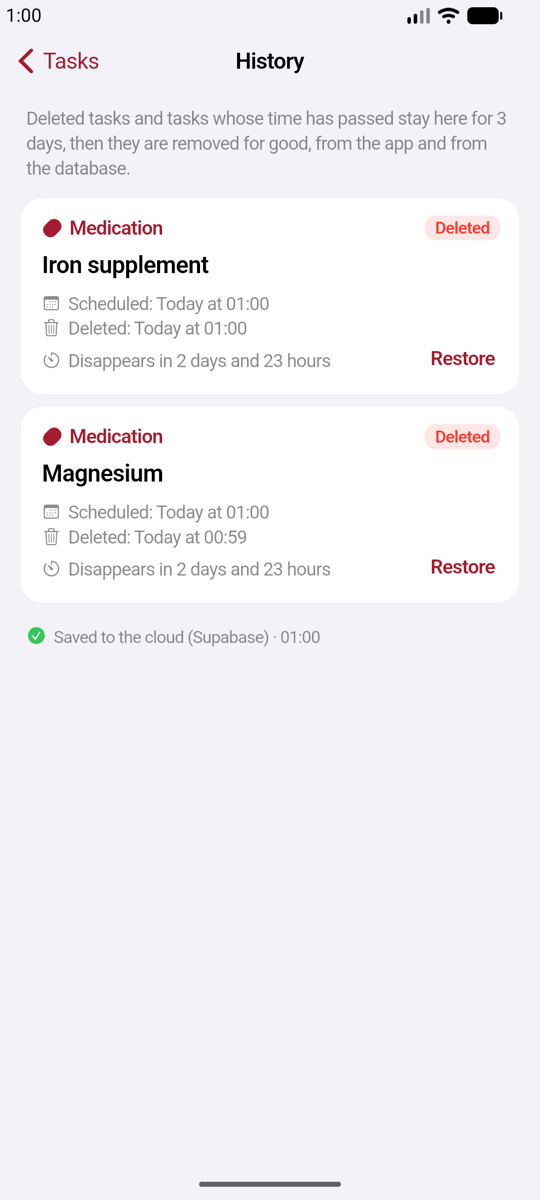 1:00
Tasks
History
Deleted tasks and tasks whose time has passed stay here for 3
days, then they are removed for good, from the app and from
the database.
Medication
Deleted
Iron supplement
Scheduled: Today at 01:00
Deleted: Today at 01:00
Disappears in 2 days and 23 hours
Restore
Medication
Deleted
Magnesium
Scheduled: Today at 01:00
Deleted: Today at 00:59
Disappears in 2 days and 23 hours
Restore
Saved to the cloud (Supabase) · 01:00